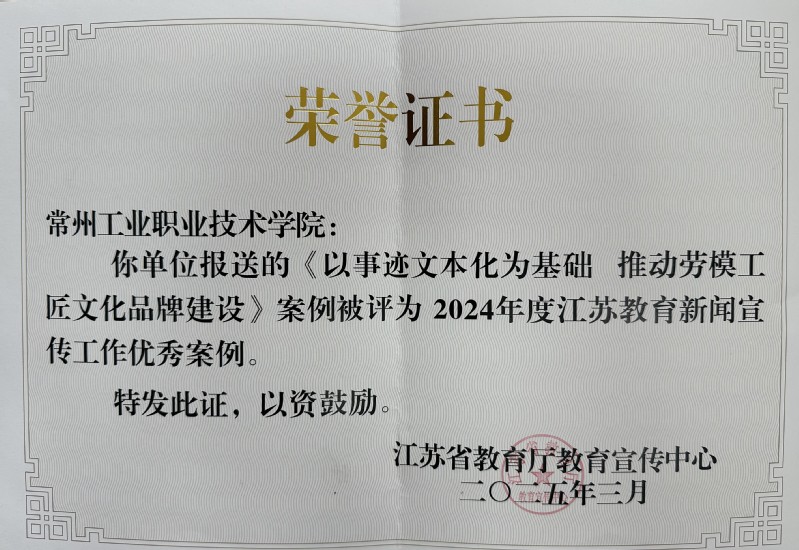 荣誉证书
常州工业职业技术学院：
你单位报送的《以事迹文本化为基础 推动劳模工
匠文化品牌建设》案例被评为 2024年度江苏教育新闻宣
传工作优秀案例。
特发此证，以资鼓励。
江苏省教育厅教育宣传中心
二〇二五年三月